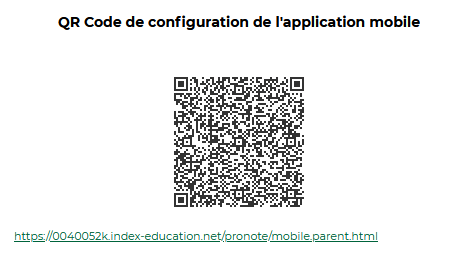 QR Code de configuration de l'application mobile
https://0040052k.index-education.net/pronote/mobile.parent.html